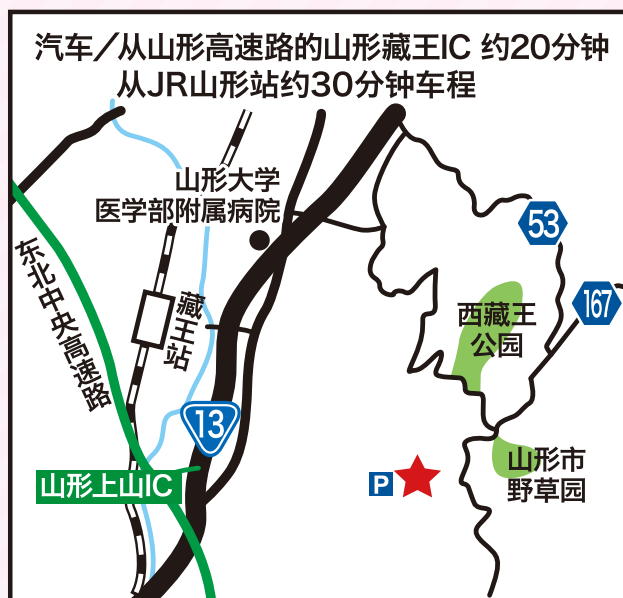 汽车／从山形高速路的山形藏王IC 约20分钟
从JR山形站约30分钟车程
山形大学
医学部附属病院
53
东北中央高速路
167
藏王站
西藏王
公园
13
山形市
野草园
山形上山IC
P